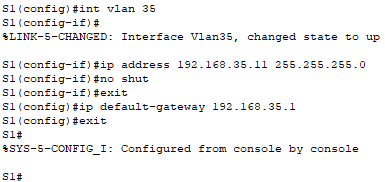 S1(config)#int vlan 35
S1(config-if)#
%LINK-5-CHANGED: Interface Vlan35, changed state to up
S1(config-if)#ip address 192.168.35.11 255.255.255.0
S1(config-if)#no shut
S1(config-if)#exit
S1(config)#ip default-gateway 192.168.35.1
S1(config)#exit
S1#
%SYS-5-CONFIG_I: Configured from console by console
S1#